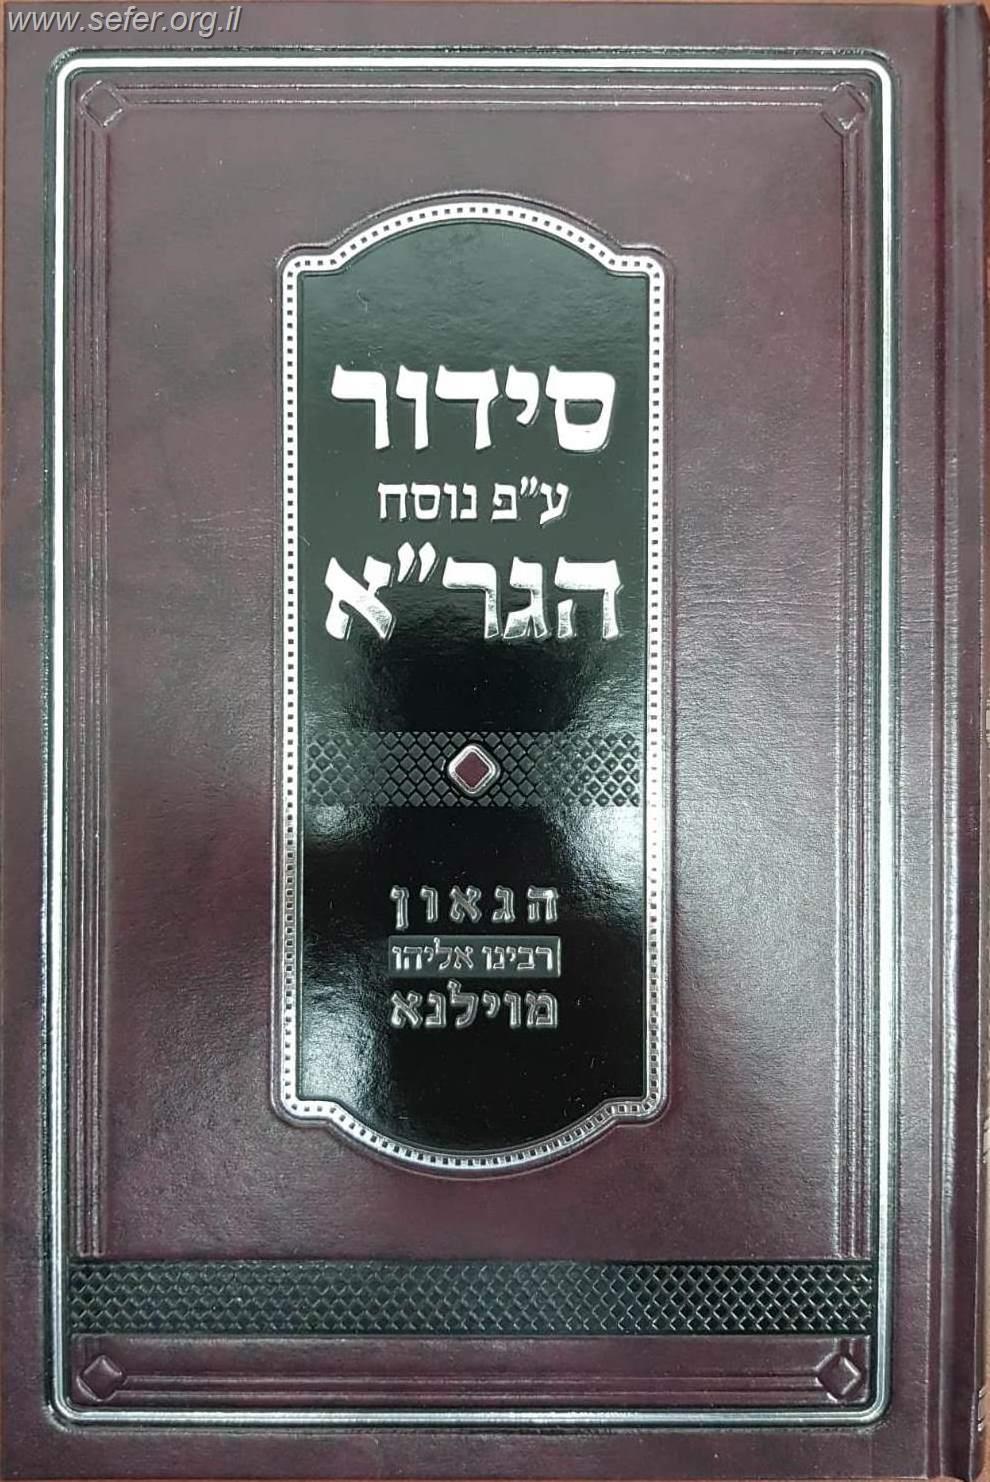 www.sefer.org.il
סידור
ע"פ נוסח
הגר"א
הגאון
רבינו אליהו
מוילנא